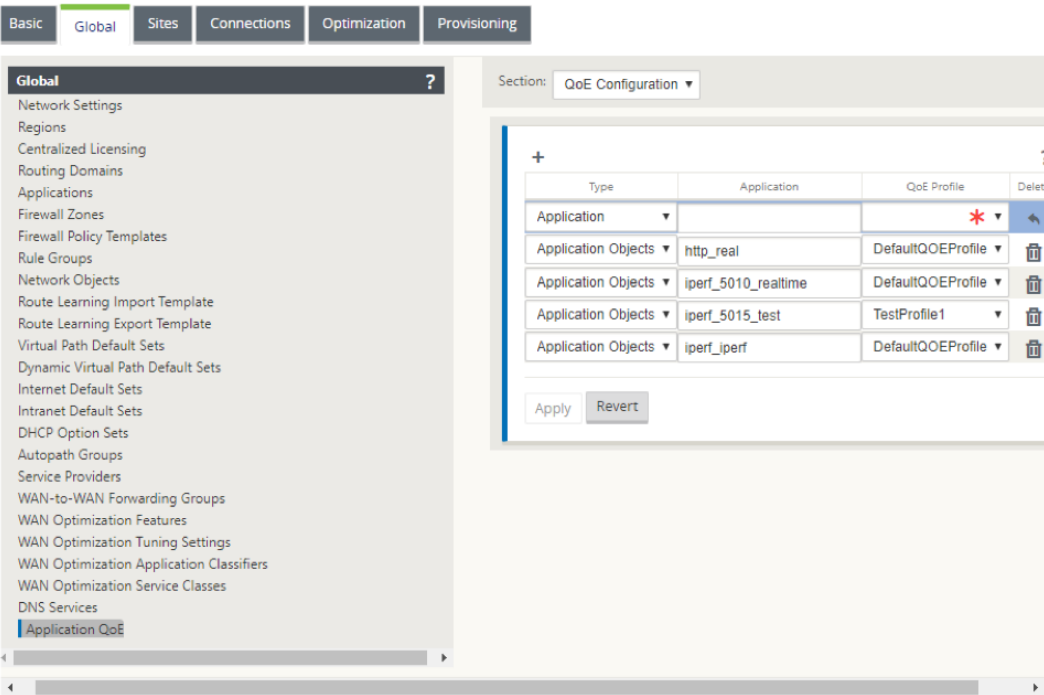 Basic Global Sites Connections Optimization Provisioning
Global ?
Network Settings
Regions
Centralized Licensing
Routing Domains
Applications
Firewall Zones
Firewall Policy Templates
Rule Groups
Network Objects
Route Learning Import Template
Route Learning Export Template
Virtual Path Default Sets
Dynamic Virtual Path Default Sets
Internet Default Sets
Intranet Default Sets
DHCP Option Sets
Autopath Groups
Service Providers
WAN-to-WAN Forwarding Groups
WAN Optimization Features
WAN Optimization Tuning Settings
WAN Optimization Application Classifiers
WAN Optimization Service Classes
DNS Services
Application QoE
Section: QoE Configuration
+ ?
Type Application QoE Profile Delet
Application
Application Objects http_real DefaultQOEProfile
Application Objects iperf_5010_realtime DefaultQOEProfile
Application Objects iperf_5015_test TestProfile1
Application Objects iperf_iperf DefaultQOEProfile
Apply Revert